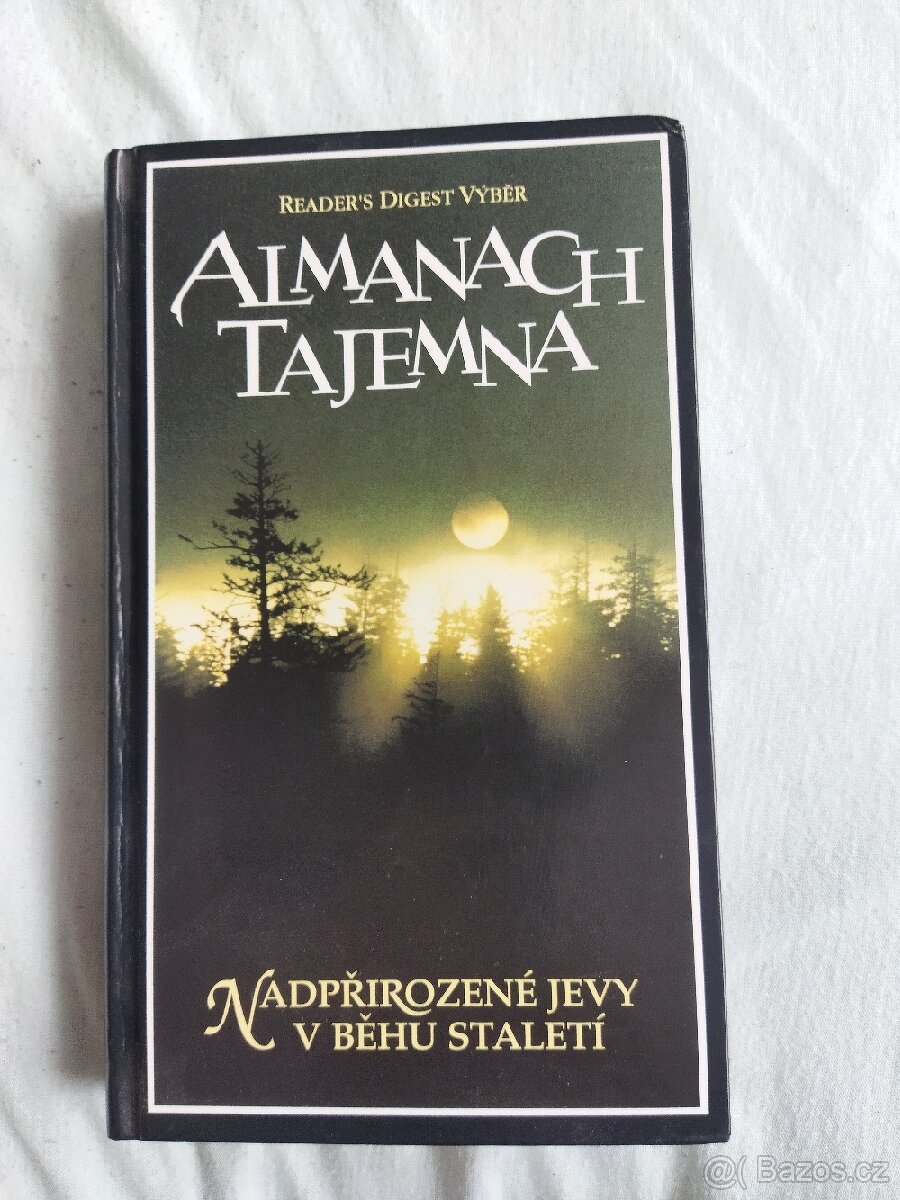 READER'S DIGEST VÝBĚR
ALMANACH
TAJEMNA
NADPŘIROZENÉ JEVY
V BĚHU STALETÍ
@( Bazos.cz